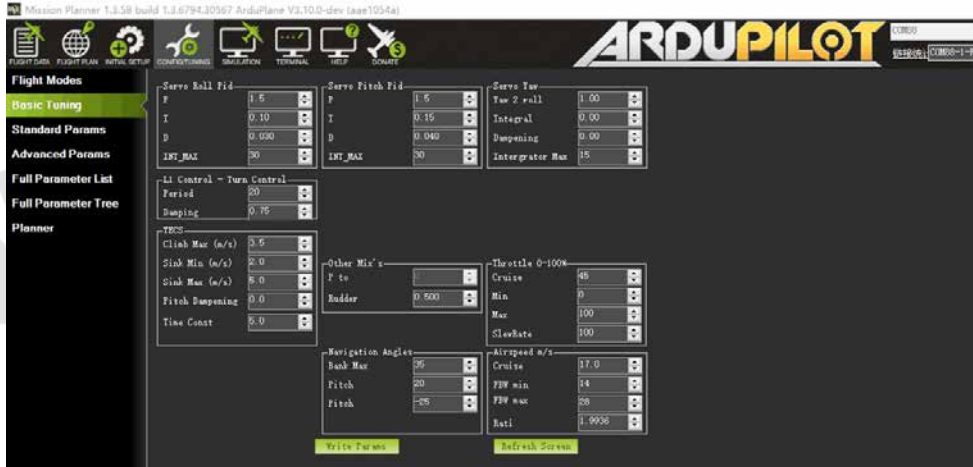 Mission Planner 1.3.58 build 1.3.6794.30567 ArduPlane V3.10.0-dev (aae1054a)
FLIGHT DATA FLIGHT PLAN INITIAL SETUP CONFIG/TUNING SIMULATION TERMINAL HELP DONATE
ARDUPILOT
COM88
COM88-1-F
Flight Modes
Basic Tuning
Standard Params
Advanced Params
Full Parameter List
Full Parameter Tree
Planner
Servo Roll Pid
P 1.5
I 0.10
D 0.030
INT_MAX 30
Servo Pitch Pid
P 1.5
I 0.15
D 0.040
INT_MAX 30
Servo Yaw
Yaw 2 roll 1.00
Integral 0.00
Dampening 0.00
Intergrator Max 15
L1 Control - Turn Control
Period 20
Damping 0.75
TECS
Climb Max (m/s) 3.5
Sink Min (m/s) 2.0
Sink Max (m/s) 5.0
Pitch Dampening 0.0
Time Const 5.0
Other Mix's
P to
Rudder 0.500
Throttle 0-100%
Cruise 45
Min 0
Max 100
SlewRate 100
Navigation Angles
Bank Max 35
Pitch 20
Pitch -25
Airspeed m/s
Cruise 17.0
FBW min 14
FBW max 28
Rati 1.9936
Write Params
Refresh Screen